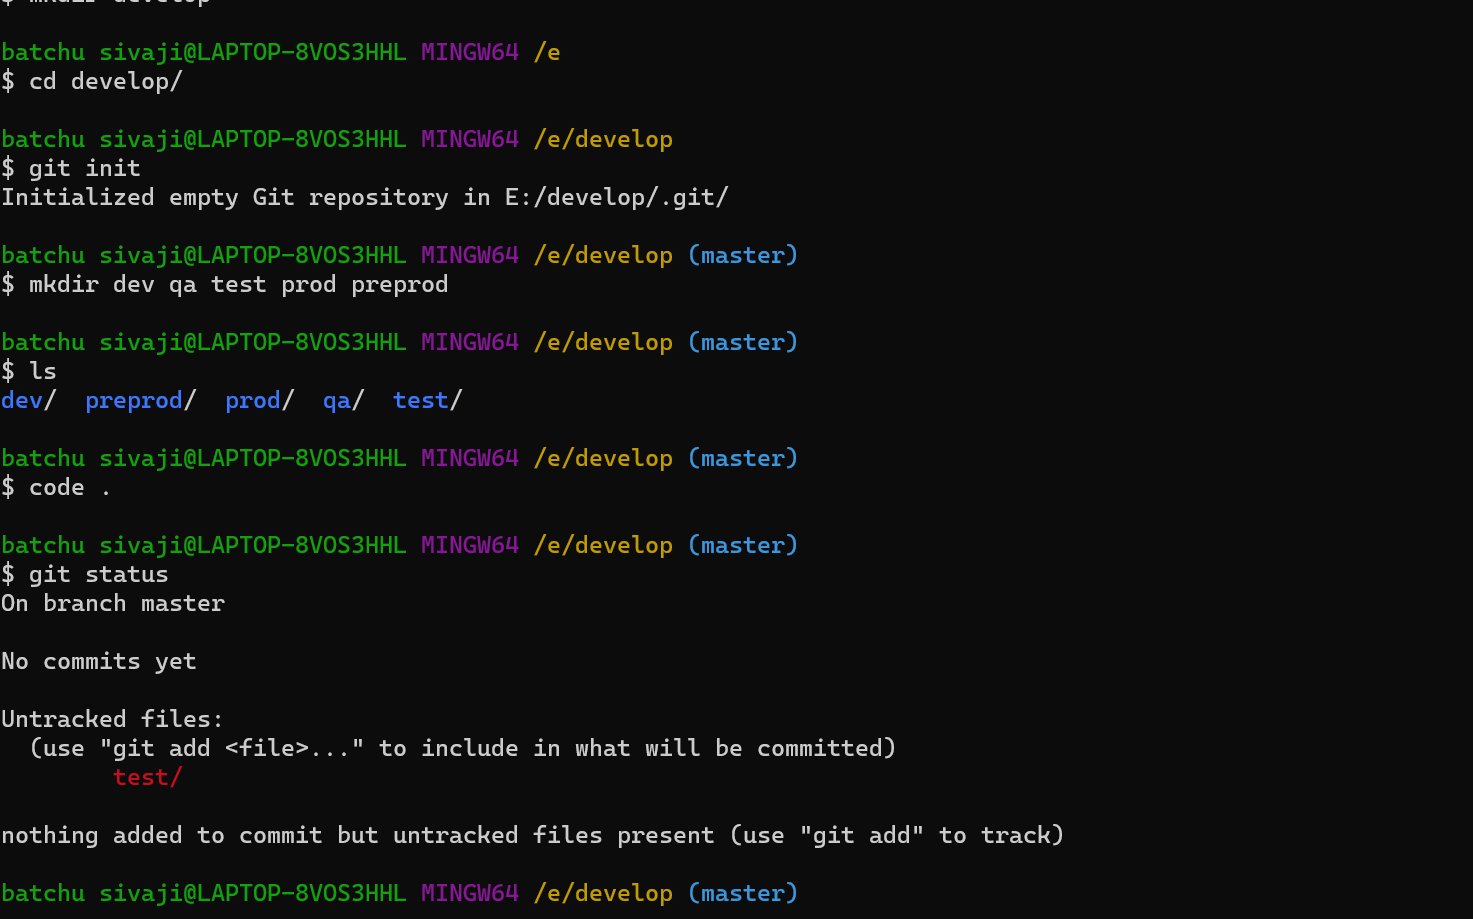 $ mkdir develop
batchu sivaji@LAPTOP-8VOS3HHL MINGW64 /e
$ cd develop/
batchu sivaji@LAPTOP-8VOS3HHL MINGW64 /e/develop
$ git init
Initialized empty Git repository in E:/develop/.git/
batchu sivaji@LAPTOP-8VOS3HHL MINGW64 /e/develop (master)
$ mkdir dev qa test prod preprod
batchu sivaji@LAPTOP-8VOS3HHL MINGW64 /e/develop (master)
$ ls
dev/  preprod/  prod/  qa/  test/
batchu sivaji@LAPTOP-8VOS3HHL MINGW64 /e/develop (master)
$ code .
batchu sivaji@LAPTOP-8VOS3HHL MINGW64 /e/develop (master)
$ git status
On branch master
No commits yet
Untracked files:
  (use "git add <file>..." to include in what will be committed)
        test/
nothing added to commit but untracked files present (use "git add" to track)
batchu sivaji@LAPTOP-8VOS3HHL MINGW64 /e/develop (master)